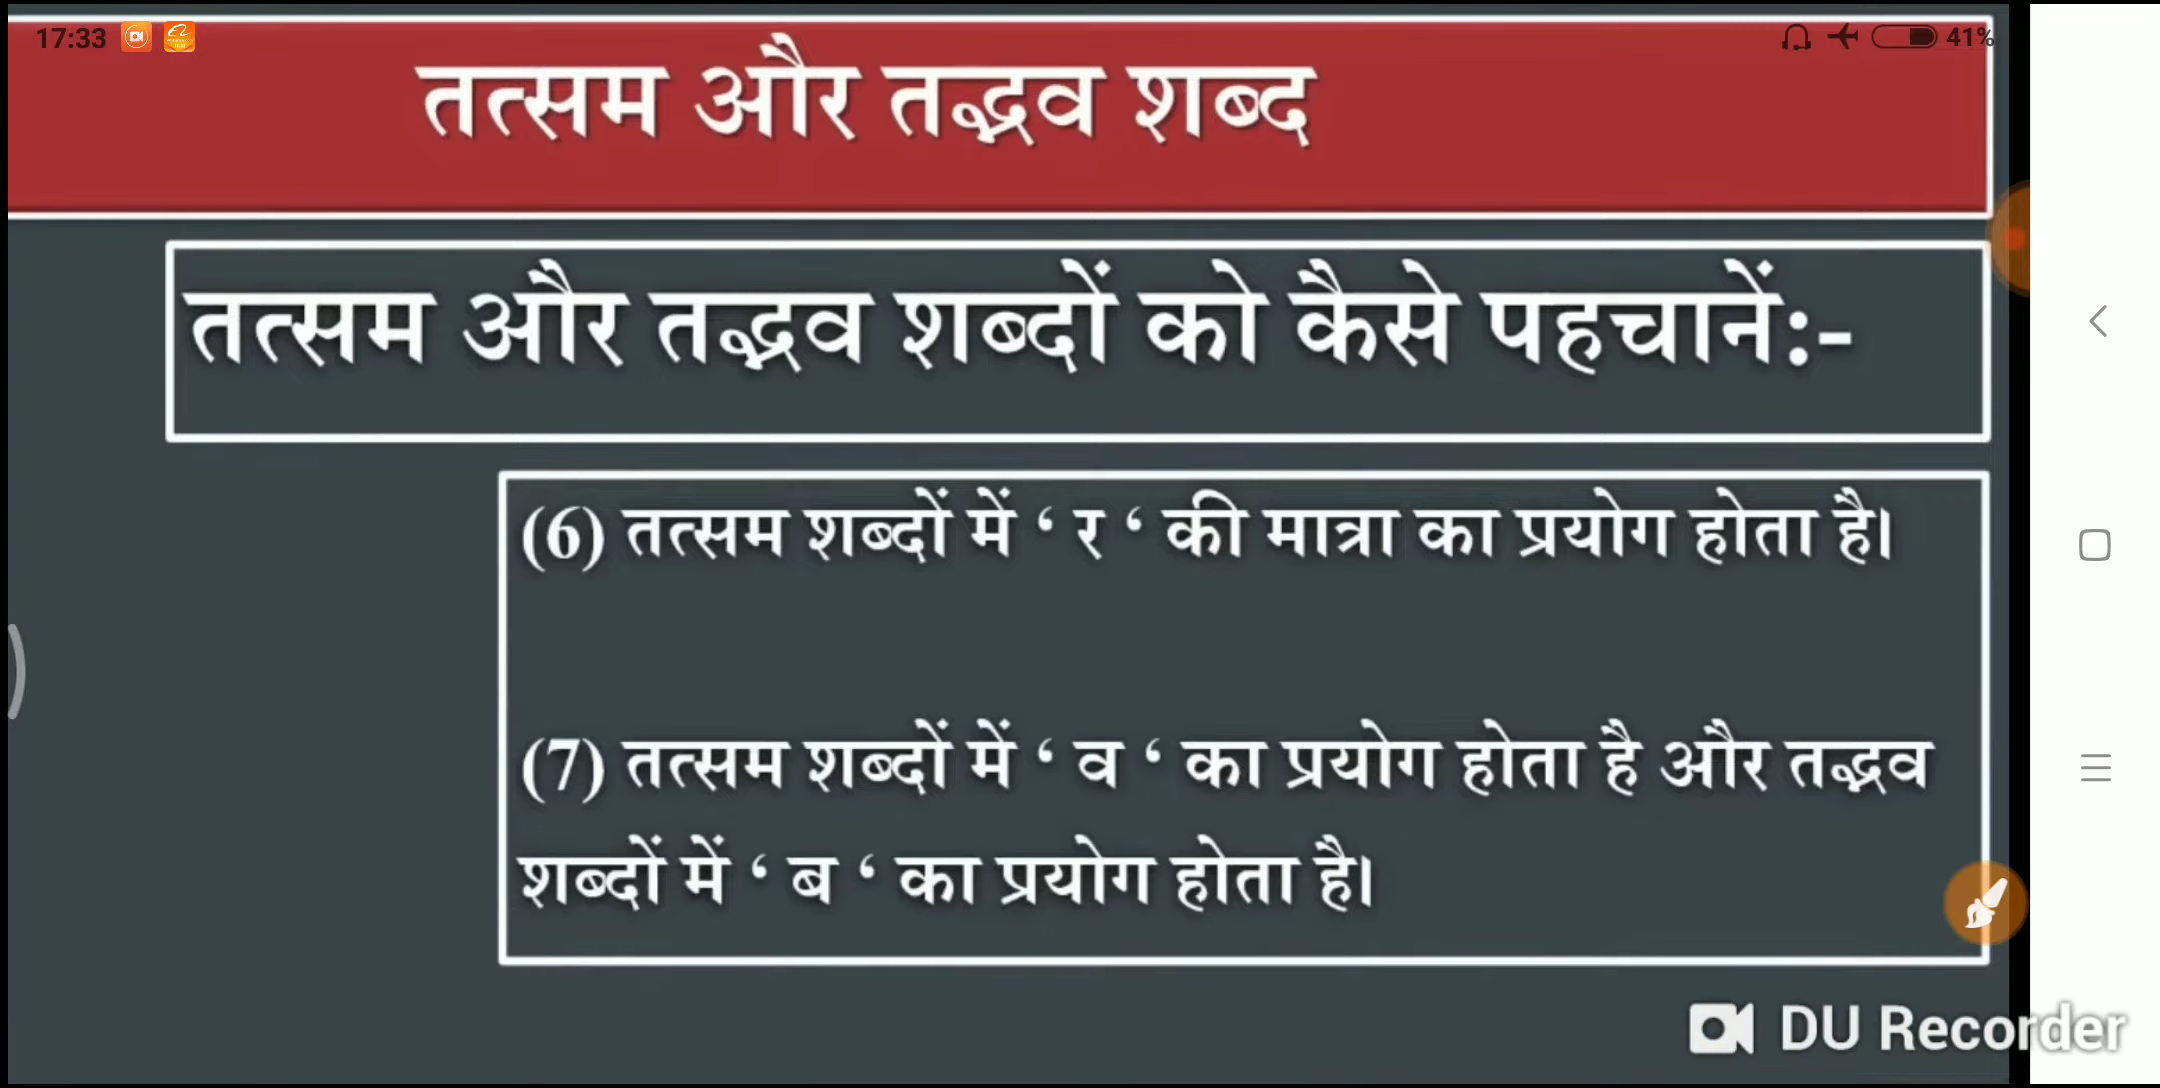 17:33
41%
तत्सम और तद्भव शब्द
तत्सम और तद्भव शब्दों को कैसे पहचानें:-
(6) तत्सम शब्दों में ‘ र ‘ की मात्रा का प्रयोग होता है।
(7) तत्सम शब्दों में ‘ व ‘ का प्रयोग होता है और तद्भव
शब्दों में ‘ ब ‘ का प्रयोग होता है।
DU Recorder